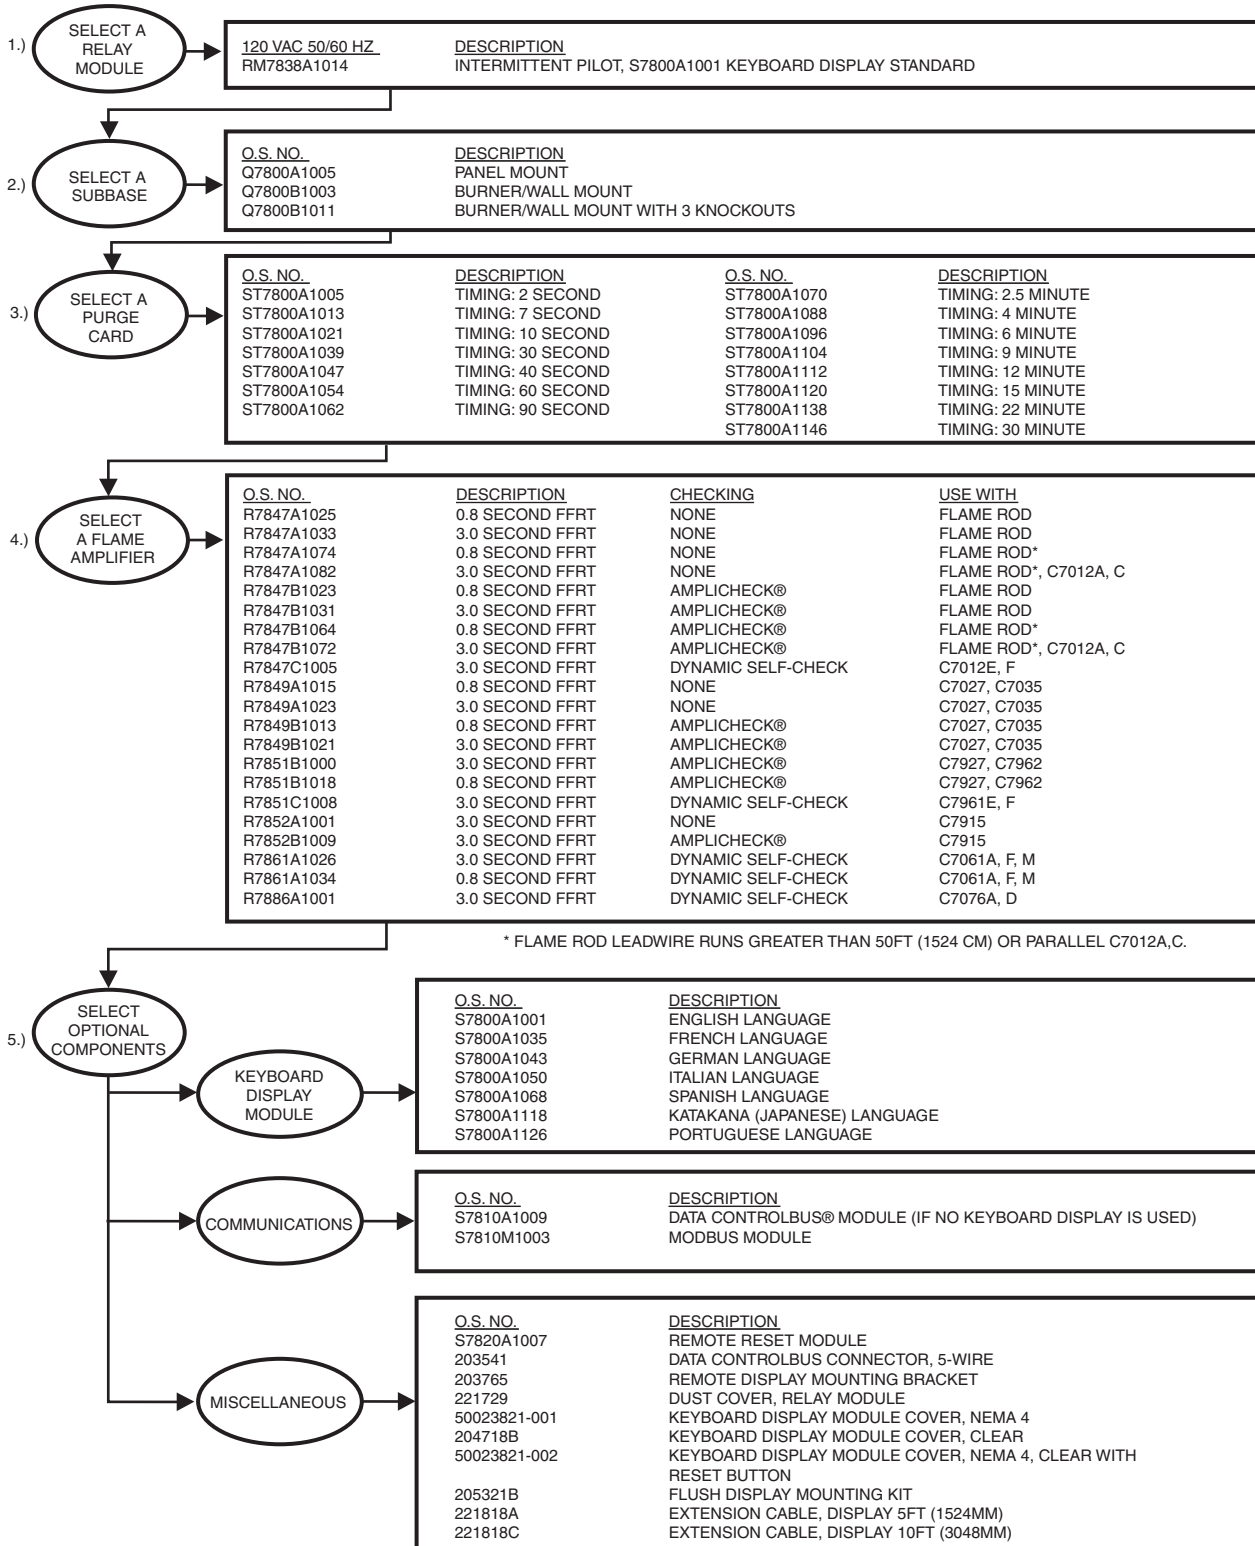 1.)
SELECT A
RELAY
MODULE
120 VAC 50/60 HZ DESCRIPTION
RM7838A1014 INTERMITTENT PILOT, S7800A1001 KEYBOARD DISPLAY STANDARD
2.)
SELECT A
SUBBASE
O.S. NO. DESCRIPTION
Q7800A1005 PANEL MOUNT
Q7800B1003 BURNER/WALL MOUNT
Q7800B1011 BURNER/WALL MOUNT WITH 3 KNOCKOUTS
3.)
SELECT A
PURGE
CARD
O.S. NO. DESCRIPTION O.S. NO. DESCRIPTION
ST7800A1005 TIMING: 2 SECOND ST7800A1070 TIMING: 2.5 MINUTE
ST7800A1013 TIMING: 7 SECOND ST7800A1088 TIMING: 4 MINUTE
ST7800A1021 TIMING: 10 SECOND ST7800A1096 TIMING: 6 MINUTE
ST7800A1039 TIMING: 30 SECOND ST7800A1104 TIMING: 9 MINUTE
ST7800A1047 TIMING: 40 SECOND ST7800A1112 TIMING: 12 MINUTE
ST7800A1054 TIMING: 60 SECOND ST7800A1120 TIMING: 15 MINUTE
ST7800A1062 TIMING: 90 SECOND ST7800A1138 TIMING: 22 MINUTE
ST7800A1146 TIMING: 30 MINUTE
4.)
SELECT
A FLAME
AMPLIFIER
O.S. NO. DESCRIPTION CHECKING USE WITH
R7847A1025 0.8 SECOND FFRT NONE FLAME ROD
R7847A1033 3.0 SECOND FFRT NONE FLAME ROD
R7847A1074 0.8 SECOND FFRT NONE FLAME ROD*
R7847A1082 3.0 SECOND FFRT NONE FLAME ROD*, C7012A, C
R7847B1023 0.8 SECOND FFRT AMPLICHECK® FLAME ROD
R7847B1031 3.0 SECOND FFRT AMPLICHECK® FLAME ROD
R7847B1064 0.8 SECOND FFRT AMPLICHECK® FLAME ROD*
R7847B1072 3.0 SECOND FFRT AMPLICHECK® FLAME ROD*, C7012A, C
R7847C1005 3.0 SECOND FFRT DYNAMIC SELF-CHECK C7012E, F
R7849A1015 0.8 SECOND FFRT NONE C7027, C7035
R7849A1023 3.0 SECOND FFRT NONE C7027, C7035
R7849B1013 0.8 SECOND FFRT AMPLICHECK® C7027, C7035
R7849B1021 3.0 SECOND FFRT AMPLICHECK® C7027, C7035
R7851B1000 3.0 SECOND FFRT AMPLICHECK® C7927, C7962
R7851B1018 0.8 SECOND FFRT AMPLICHECK® C7927, C7962
R7851C1008 3.0 SECOND FFRT DYNAMIC SELF-CHECK C7961E, F
R7852A1001 3.0 SECOND FFRT NONE C7915
R7852B1009 3.0 SECOND FFRT AMPLICHECK® C7915
R7861A1026 3.0 SECOND FFRT DYNAMIC SELF-CHECK C7061A, F, M
R7861A1034 0.8 SECOND FFRT DYNAMIC SELF-CHECK C7061A, F, M
R7886A1001 3.0 SECOND FFRT DYNAMIC SELF-CHECK C7076A, D
* FLAME ROD LEADWIRE RUNS GREATER THAN 50FT (1524 CM) OR PARALLEL C7012A,C.
5.)
SELECT
OPTIONAL
COMPONENTS
KEYBOARD
DISPLAY
MODULE
O.S. NO. DESCRIPTION
S7800A1001 ENGLISH LANGUAGE
S7800A1035 FRENCH LANGUAGE
S7800A1043 GERMAN LANGUAGE
S7800A1050 ITALIAN LANGUAGE
S7800A1068 SPANISH LANGUAGE
S7800A1118 KATAKANA (JAPANESE) LANGUAGE
S7800A1126 PORTUGUESE LANGUAGE
COMMUNICATIONS
O.S. NO. DESCRIPTION
S7810A1009 DATA CONTROLBUS® MODULE (IF NO KEYBOARD DISPLAY IS USED)
S7810M1003 MODBUS MODULE
MISCELLANEOUS
O.S. NO. DESCRIPTION
S7820A1007 REMOTE RESET MODULE
203541 DATA CONTROLBUS CONNECTOR, 5-WIRE
203765 REMOTE DISPLAY MOUNTING BRACKET
221729 DUST COVER, RELAY MODULE
50023821-001 KEYBOARD DISPLAY MODULE COVER, NEMA 4
204718B KEYBOARD DISPLAY MODULE COVER, CLEAR
50023821-002 KEYBOARD DISPLAY MODULE COVER, NEMA 4, CLEAR WITH
RESET BUTTON
205321B FLUSH DISPLAY MOUNTING KIT
221818A EXTENSION CABLE, DISPLAY 5FT (1524MM)
221818C EXTENSION CABLE, DISPLAY 10FT (3048MM)